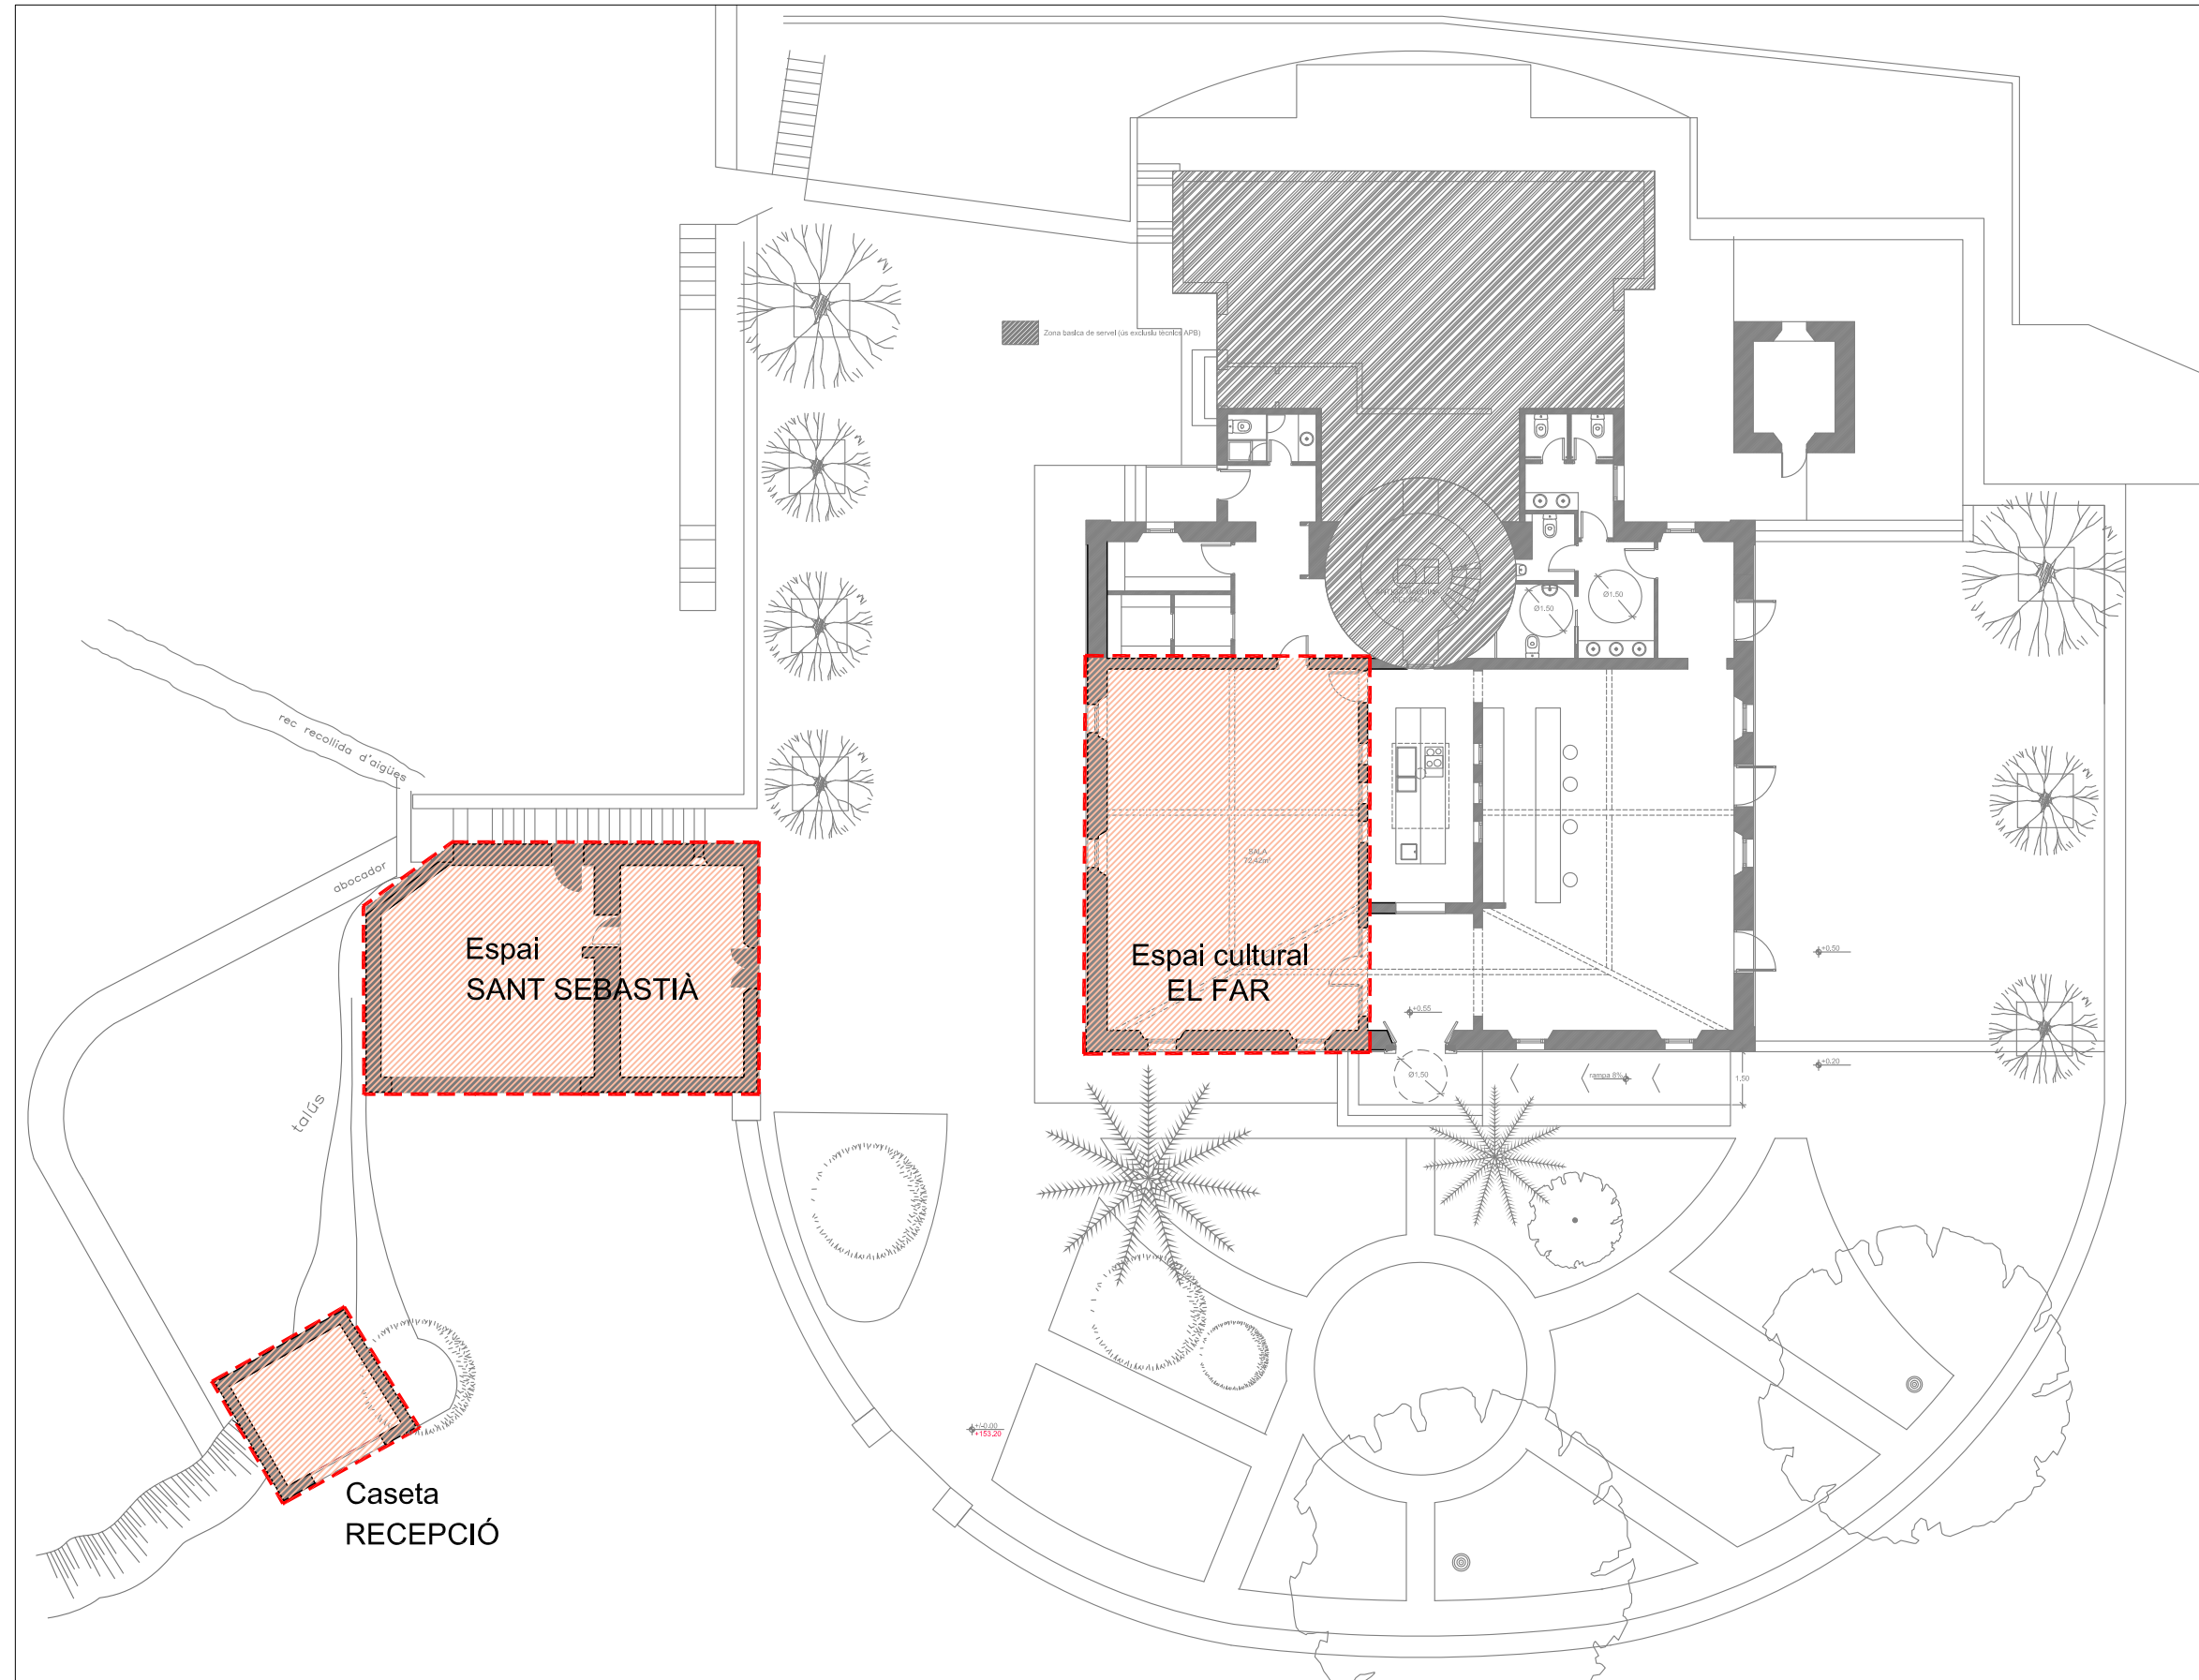 Zona basica de servei (ús exclusiu tècnics APB)
Ø1.50
Ø1.50
rec recollida d'aigües
abocador
SALA
72.42m²
Espai
SANT SEBASTIÀ
Espai cultural
EL FAR
+0.50
+0.55
+0.20
Ø1.50
rampa 8%
1.50
talús
+/-0.00
+153.20
Caseta
RECEPCIÓ